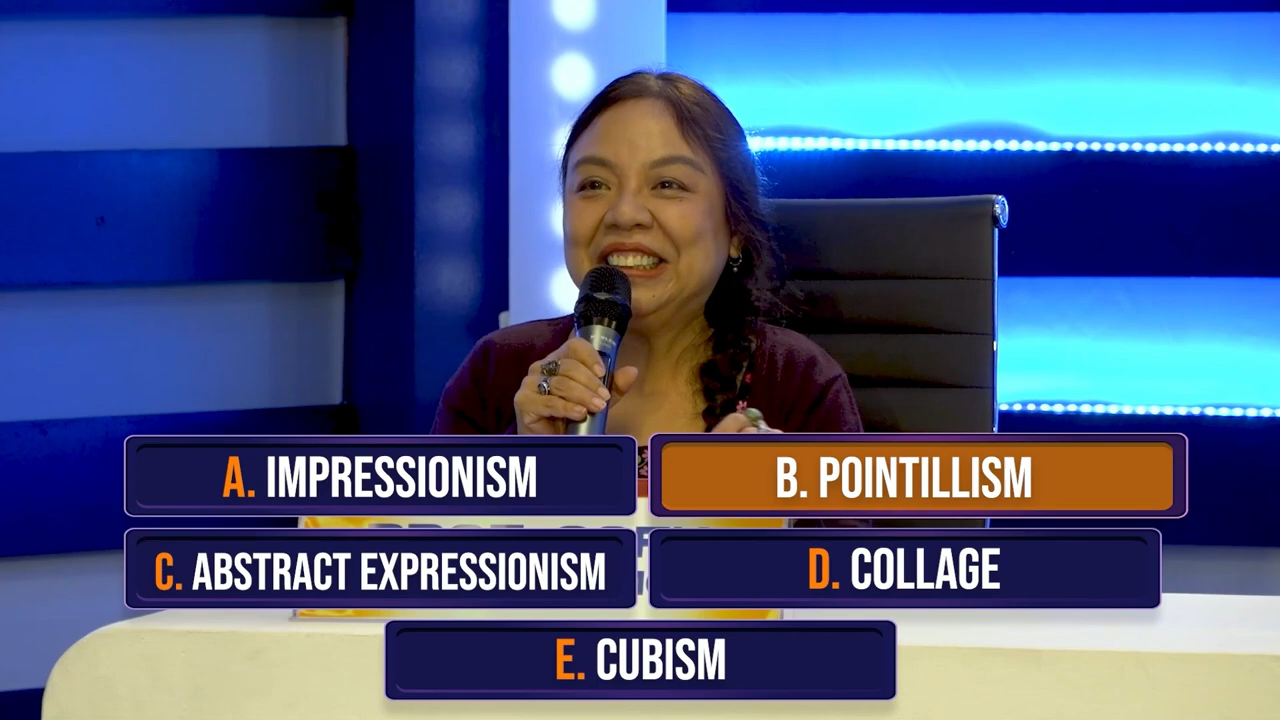 A. IMPRESSIONISM
B. POINTILLISM
C. ABSTRACT EXPRESSIONISM
D. COLLAGE
E. CUBISM